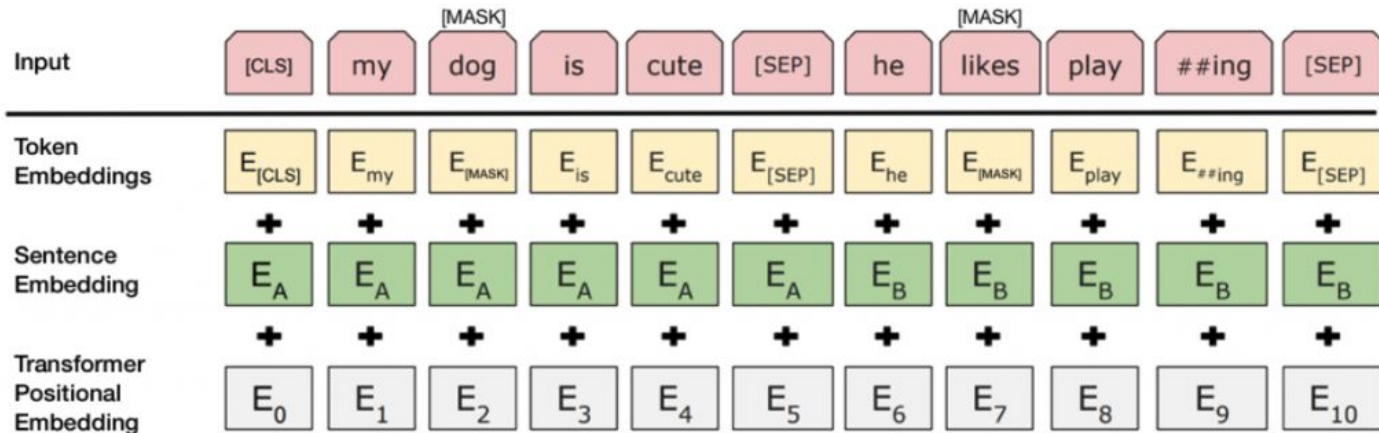 [MASK] [MASK]
Input [CLS] my dog is cute [SEP] he likes play ##ing [SEP]
Token
Embeddings
E[CLS] Emy E[MASK] Eis Ecute E[SEP] Ehe E[MASK] Eplay E##ing E[SEP]
+ + + + + + + + + + +
Sentence
Embedding
EA EA EA EA EA EA EB EB EB EB EB
+ + + + + + + + + + +
Transformer
Positional
Embedding
E0 E1 E2 E3 E4 E5 E6 E7 E8 E9 E10